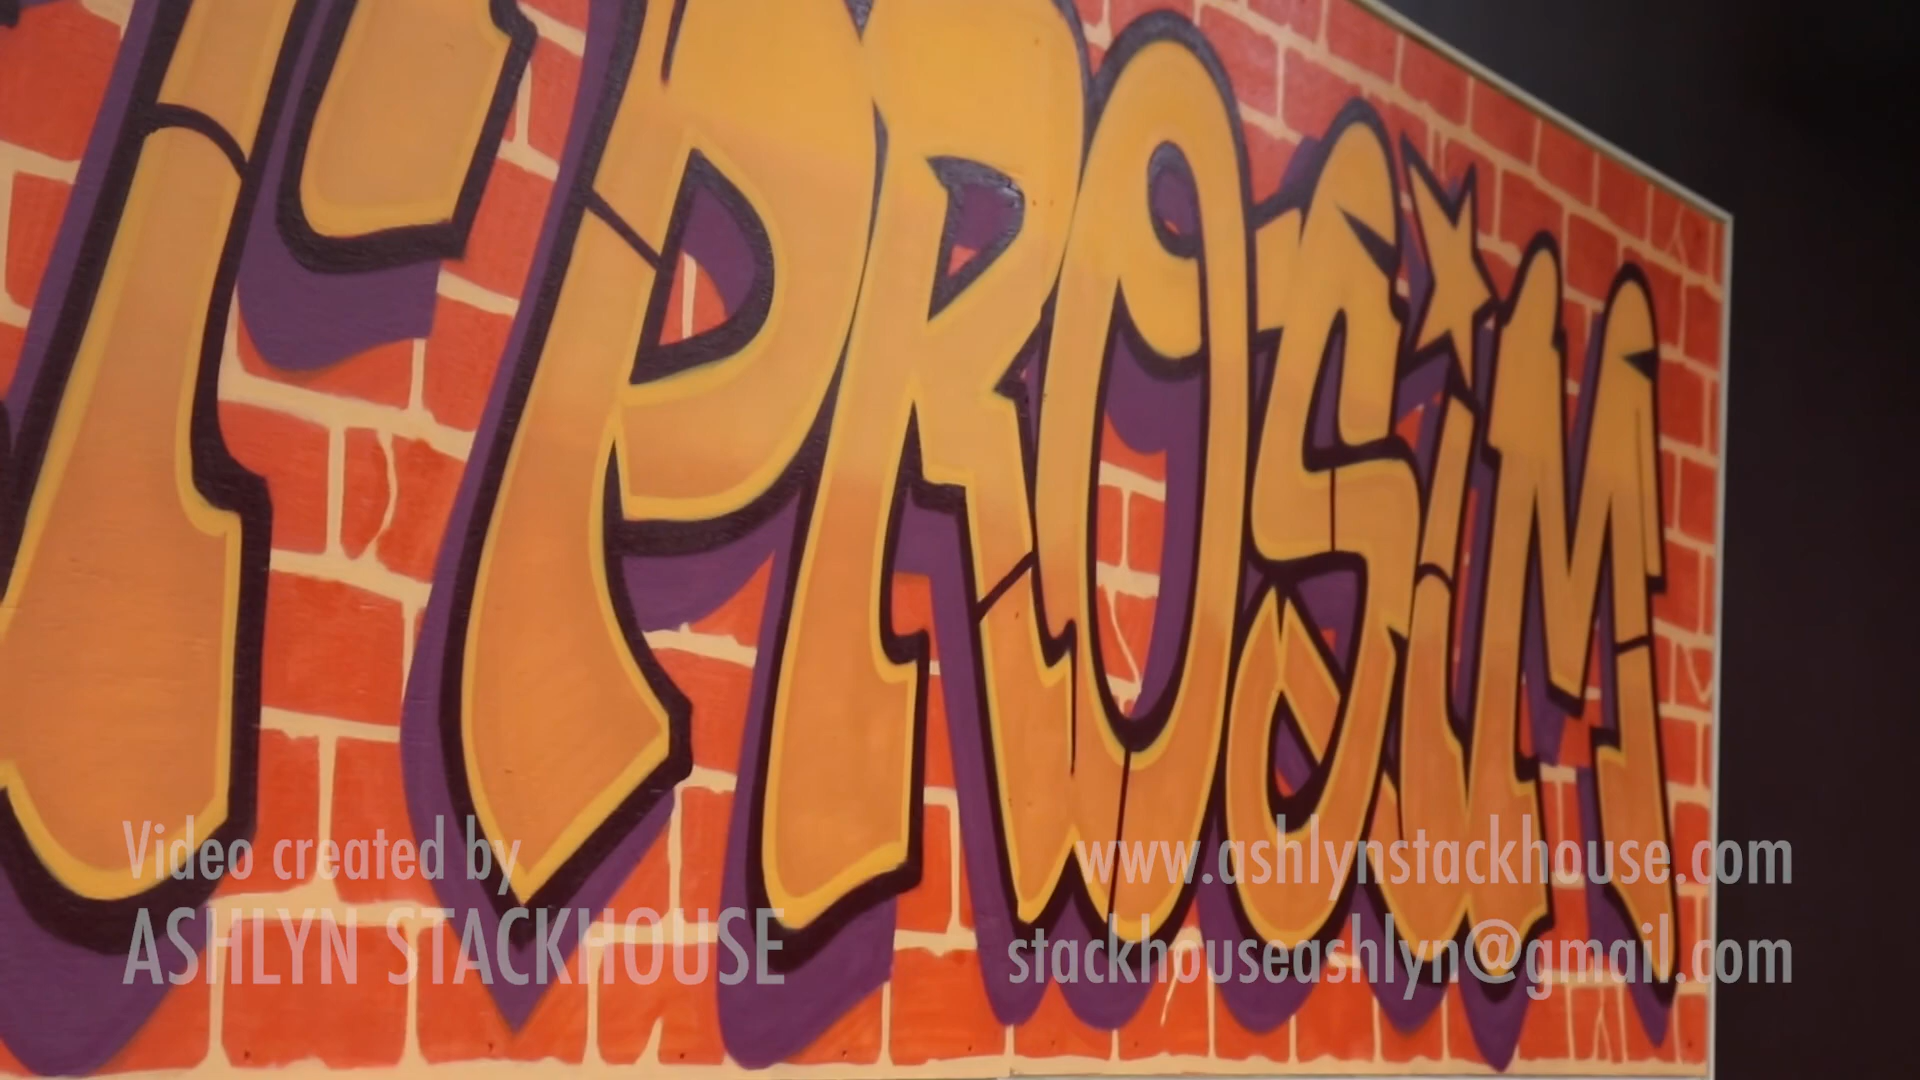 PROSiM
Video created by
ASHLYN STACKHOUSE
www.ashlynstackhouse.com
stackhouseashlyn@gmail.com